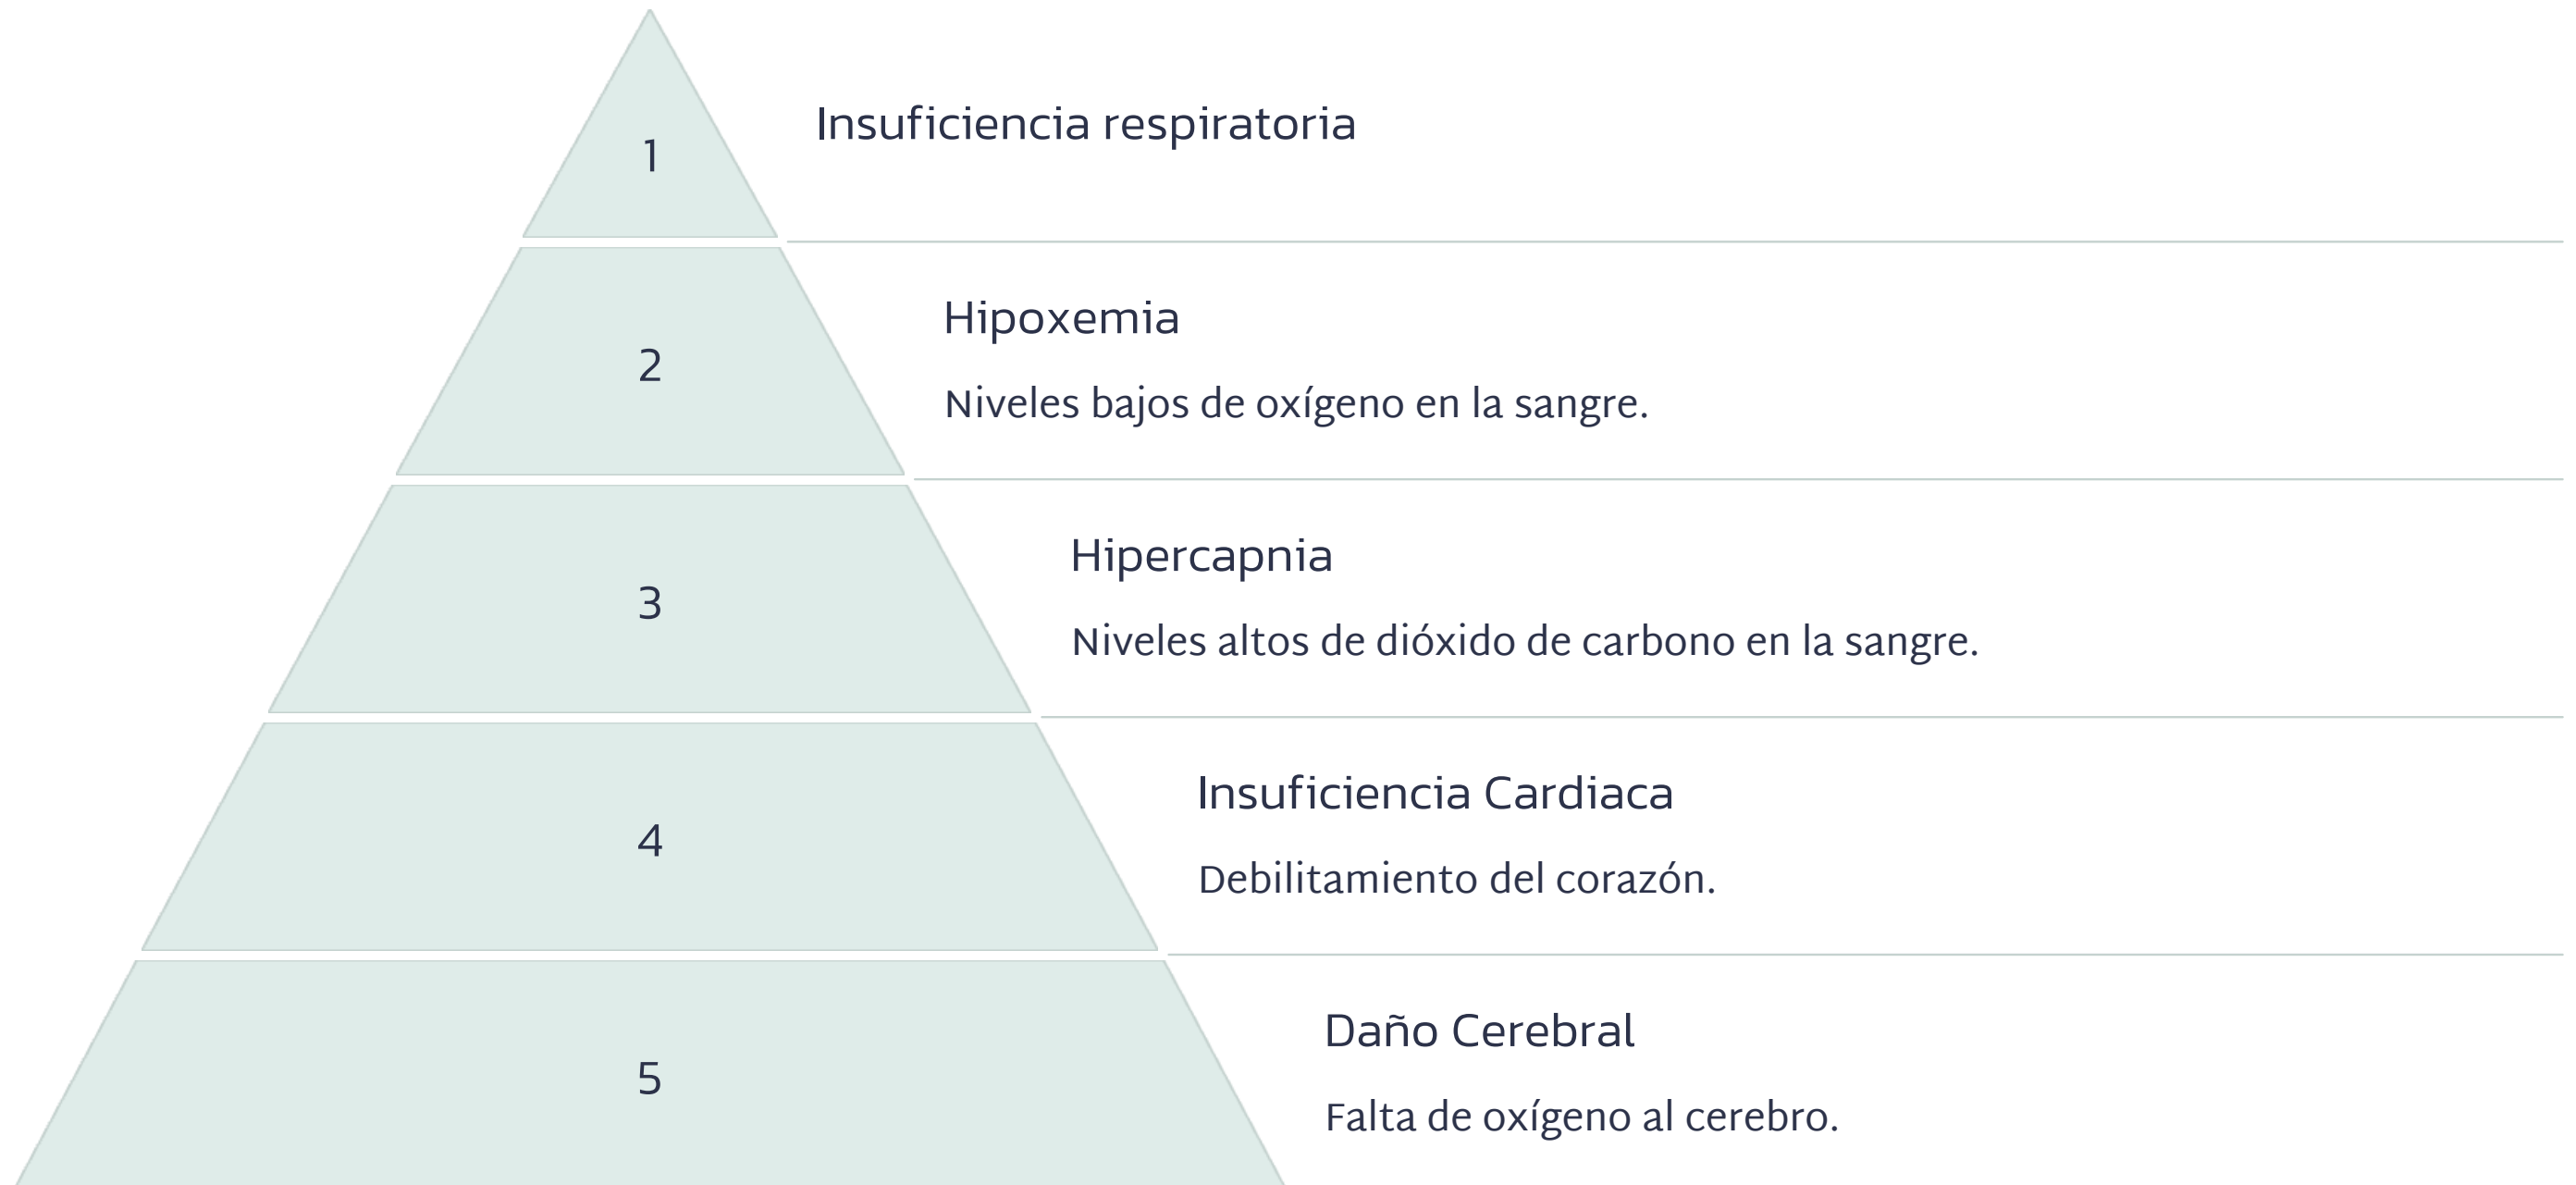 1
Insuficiencia respiratoria
2
Hipoxemia
Niveles bajos de oxígeno en la sangre.
3
Hipercapnia
Niveles altos de dióxido de carbono en la sangre.
4
Insuficiencia Cardiaca
Debilitamiento del corazón.
5
Daño Cerebral
Falta de oxígeno al cerebro.